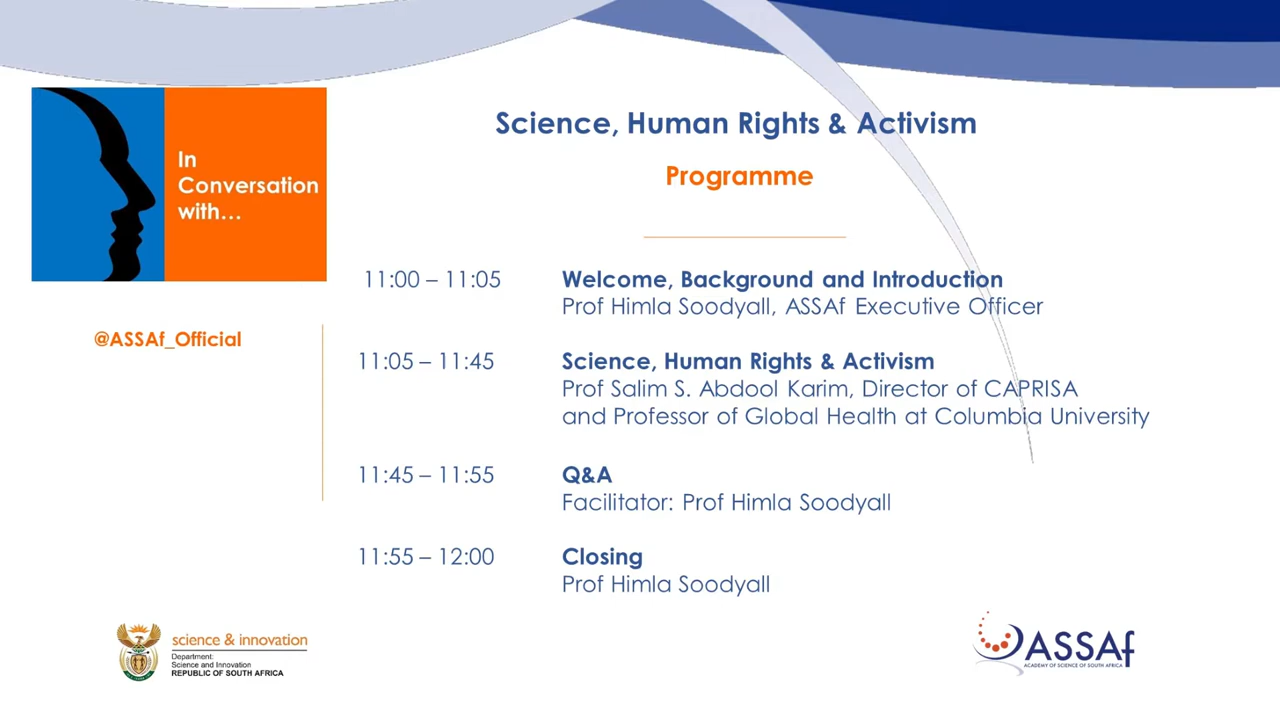 Science, Human Rights & Activism
Programme
In
Conversation
with…
11:00 – 11:05
Welcome, Background and Introduction
Prof Himla Soodyall, ASSAf Executive Officer
@ASSAf_Official
11:05 – 11:45
Science, Human Rights & Activism
Prof Salim S. Abdool Karim, Director of CAPRISA
and Professor of Global Health at Columbia University
11:45 – 11:55
Q&A
Facilitator: Prof Himla Soodyall
11:55 – 12:00
Closing
Prof Himla Soodyall
science & innovation
Department:
Science and Innovation
REPUBLIC OF SOUTH AFRICA
ASSAf
ACADEMY OF SCIENCE OF SOUTH AFRICA